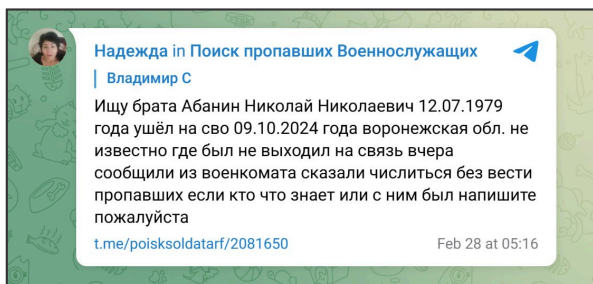 Надежда in Поиск пропавших Военнослужащих
Владимир С
Ищу брата Абанин Николай Николаевич 12.07.1979
года ушёл на сво 09.10.2024 года воронежская обл. не
известно где был не выходил на связь вчера
сообщили из военкомата сказали числиться без вести
пропавших если кто что знает или с ним был напишите
пожалуйста
t.me/poisksoldatarf/2081650 Feb 28 at 05:16